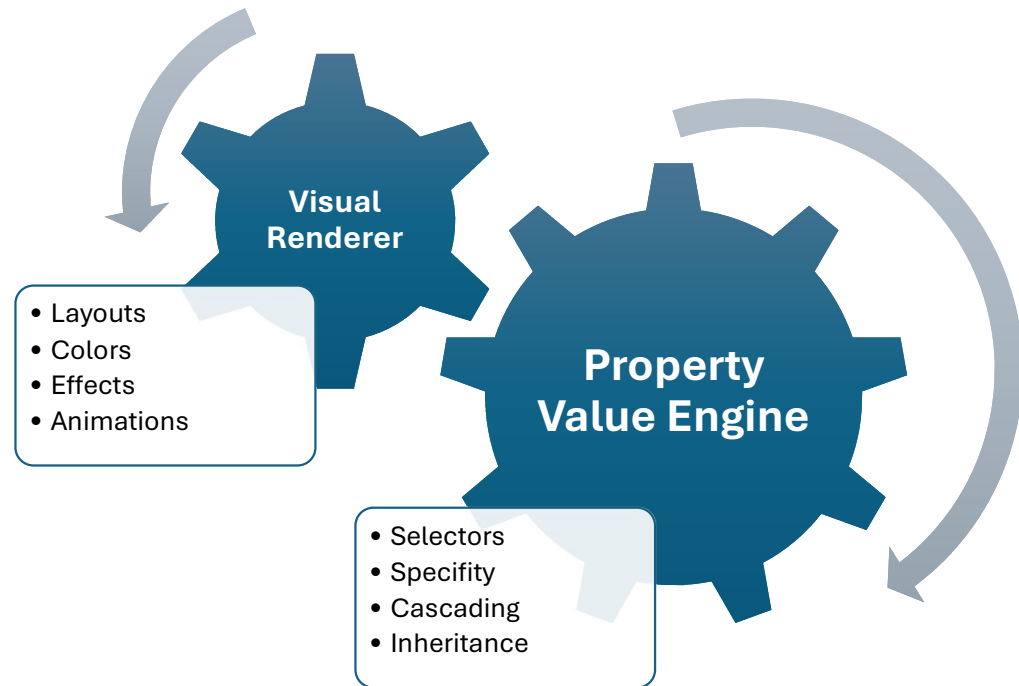 Visual
Renderer
• Layouts
• Colors
• Effects
• Animations
Property
Value Engine
• Selectors
• Specifity
• Cascading
• Inheritance